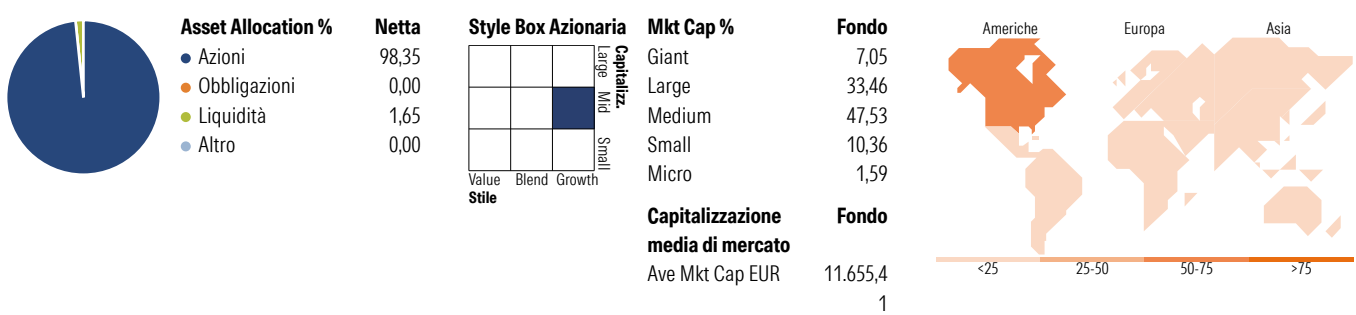 Asset Allocation % Netta
Azioni 98,35
Obbligazioni 0,00
Liquidità 1,65
Altro 0,00
Style Box Azionaria
Capitalizz.
Large Mid Small
Value Blend Growth
Stile
Mkt Cap % Fondo
Giant 7,05
Large 33,46
Medium 47,53
Small 10,36
Micro 1,59
Capitalizzazione Fondo
media di mercato
Ave Mkt Cap EUR 11.655,4
1
Americhe Europa Asia
<25 25-50 50-75 >75